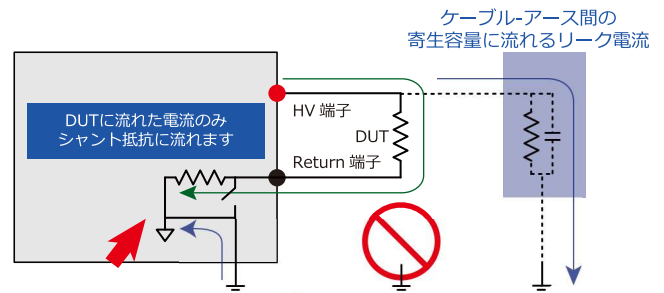 ケーブル-アース間の
寄生容量に流れるリーク電流
DUTに流れた電流のみ
シャント抵抗に流れます
HV 端子
DUT
Return 端子